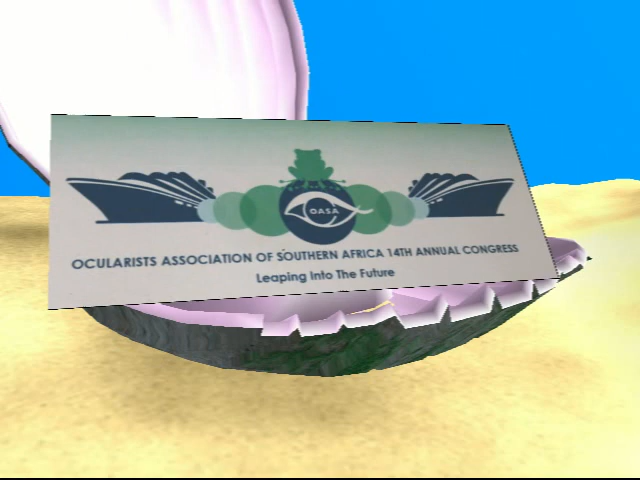 OASA
OCULARISTS ASSOCIATION OF SOUTHERN AFRICA 14TH ANNUAL CONGRESS
Leaping Into The Future